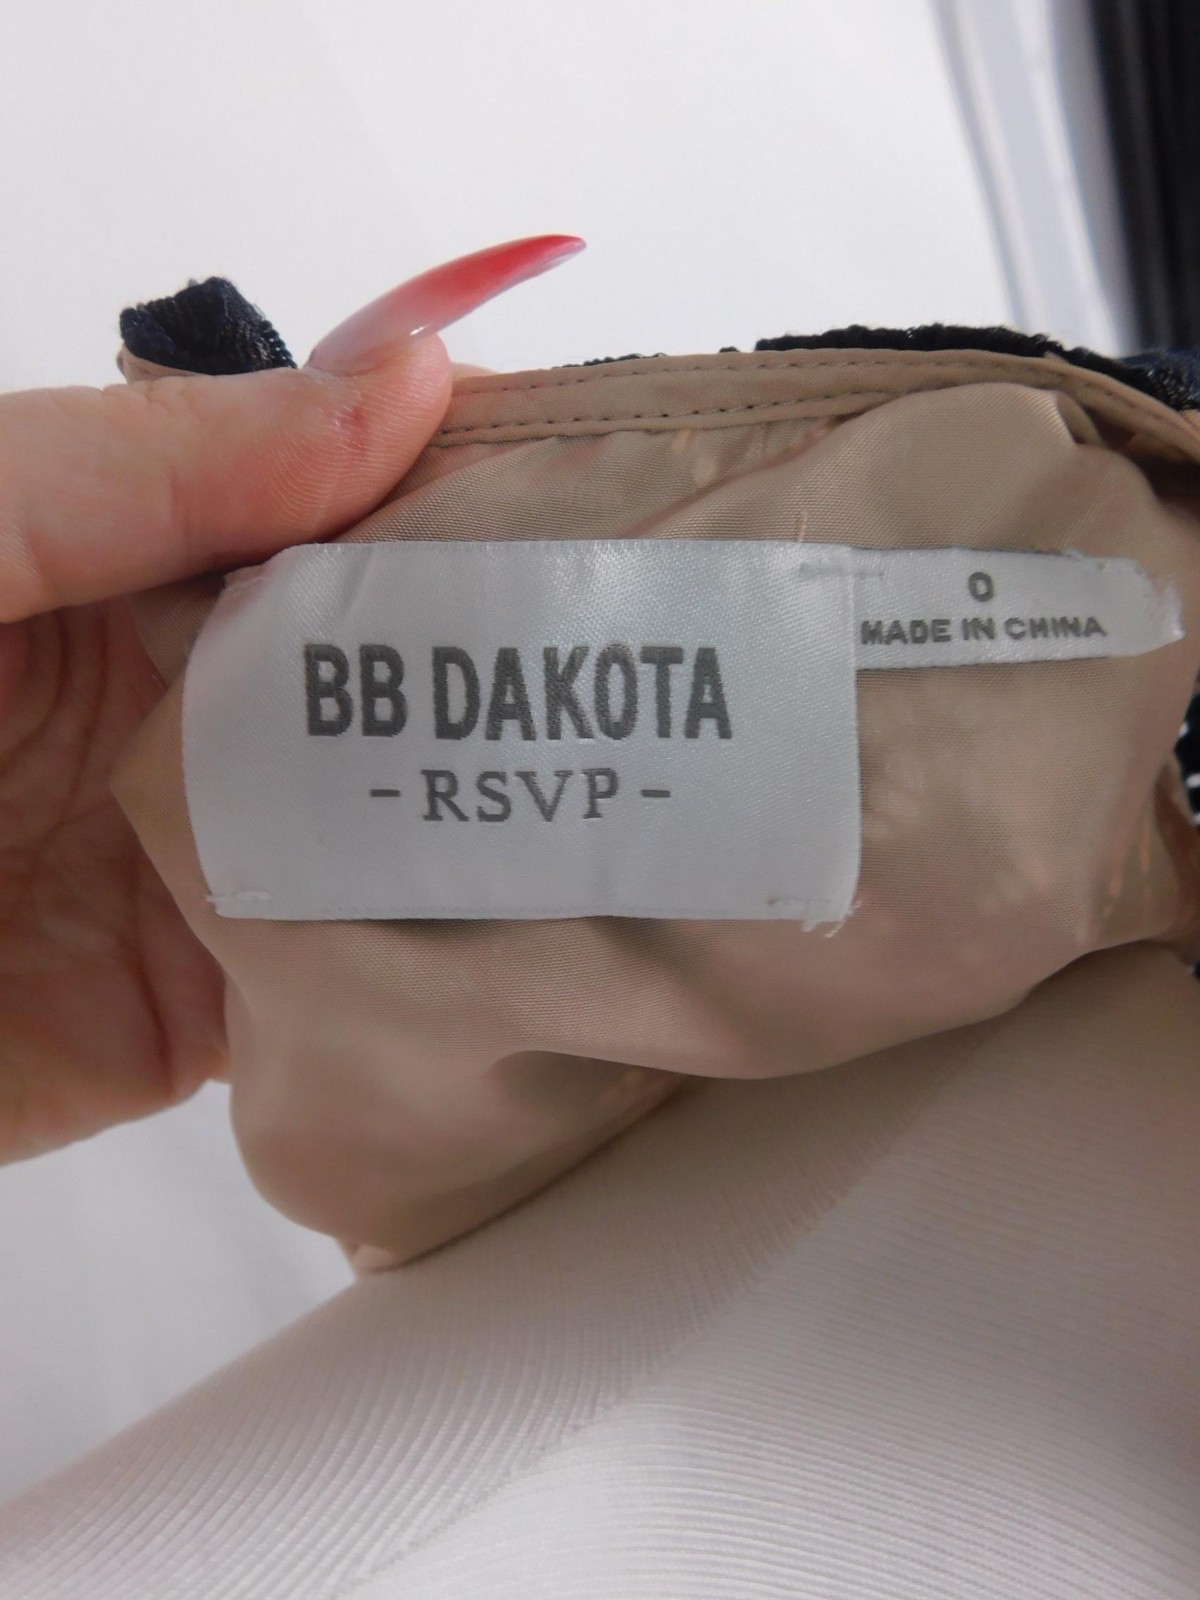 BB DAKOTA
- RSVP -
0
MADE IN CHINA